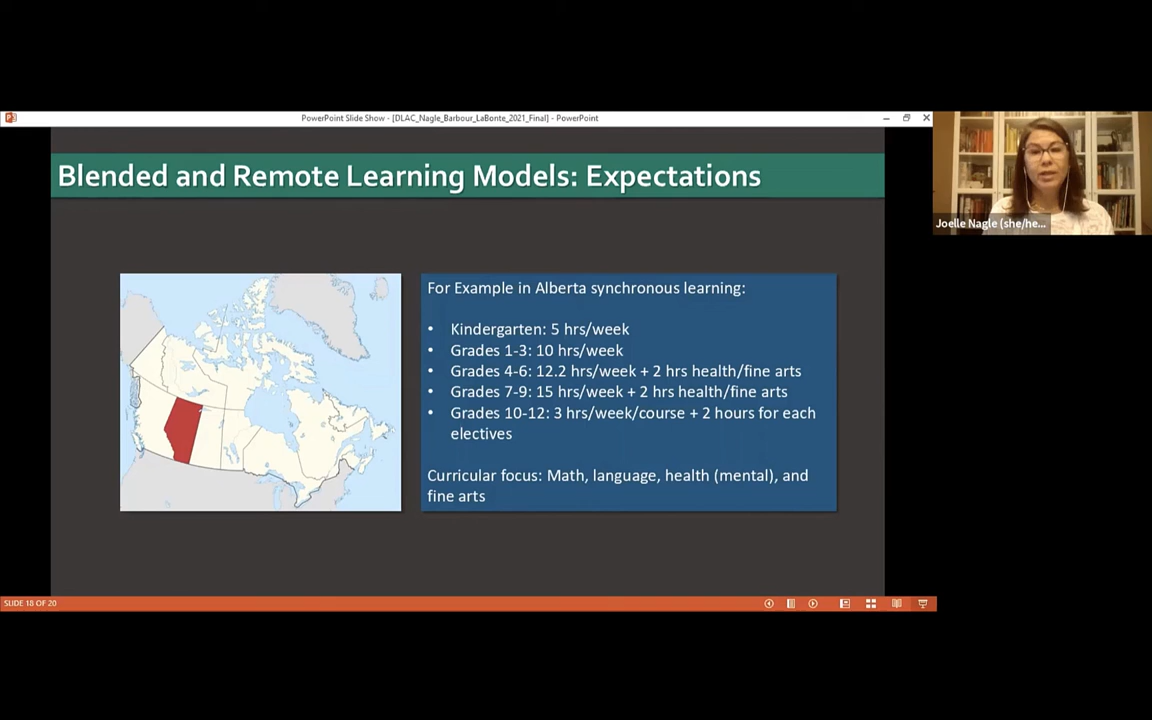 PowerPoint Slide Show - [DLAC_Nagle_Barbour_LaBonte_2021_Final] - PowerPoint
Blended and Remote Learning Models: Expectations
Joelle Nagle (she/he...
For Example in Alberta synchronous learning:
• Kindergarten: 5 hrs/week
• Grades 1-3: 10 hrs/week
• Grades 4-6: 12.2 hrs/week + 2 hrs health/fine arts
• Grades 7-9: 15 hrs/week + 2 hrs health/fine arts
• Grades 10-12: 3 hrs/week/course + 2 hours for each
electives
Curricular focus: Math, language, health (mental), and
fine arts
SLIDE 18 OF 20